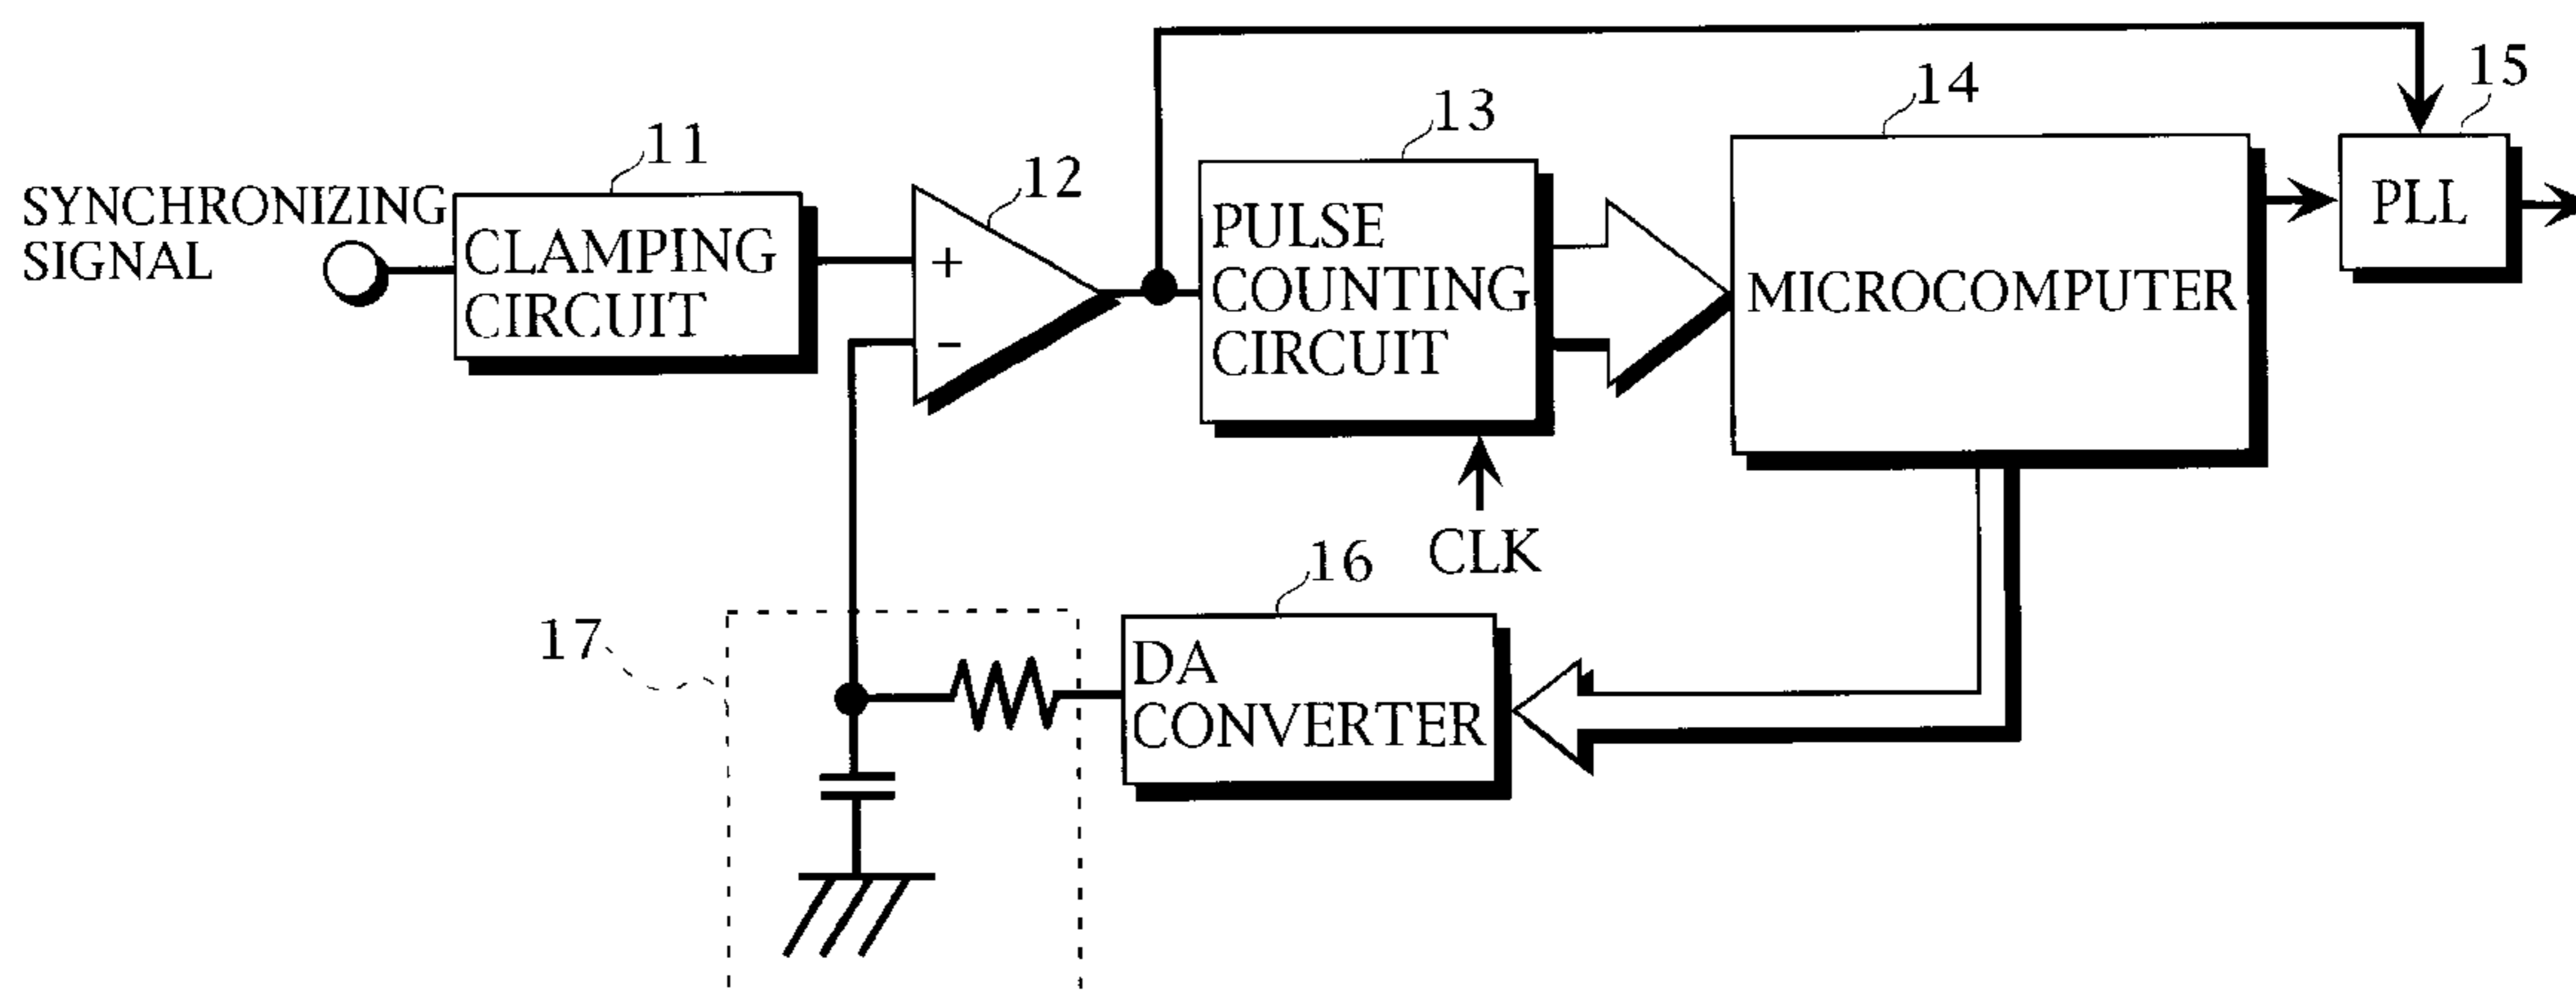 15
14
13
11
12
SYNCHRONIZING
SIGNAL
CLAMPING
CIRCUIT
+
-
PULSE
COUNTING
CIRCUIT
MICROCOMPUTER
PLL
CLK
16
17
DA
CONVERTER